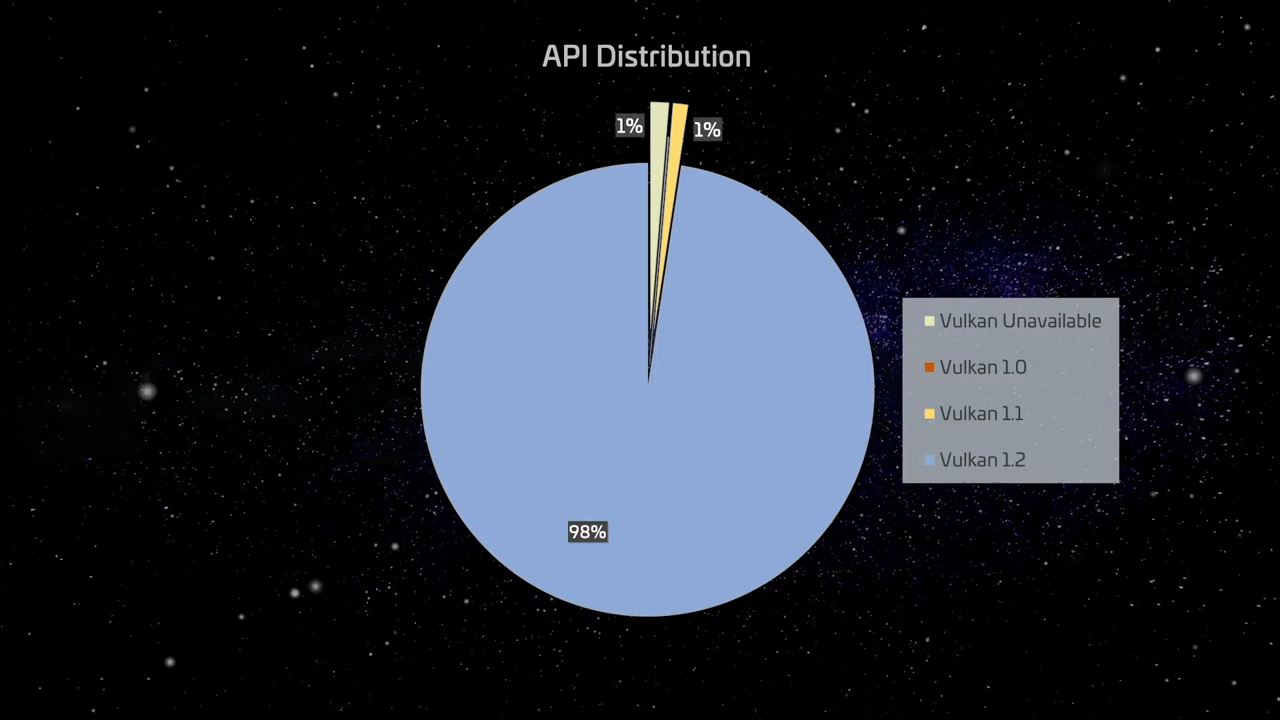 API Distribution
1%
1%
98%
Vulkan Unavailable
Vulkan 1.0
Vulkan 1.1
Vulkan 1.2